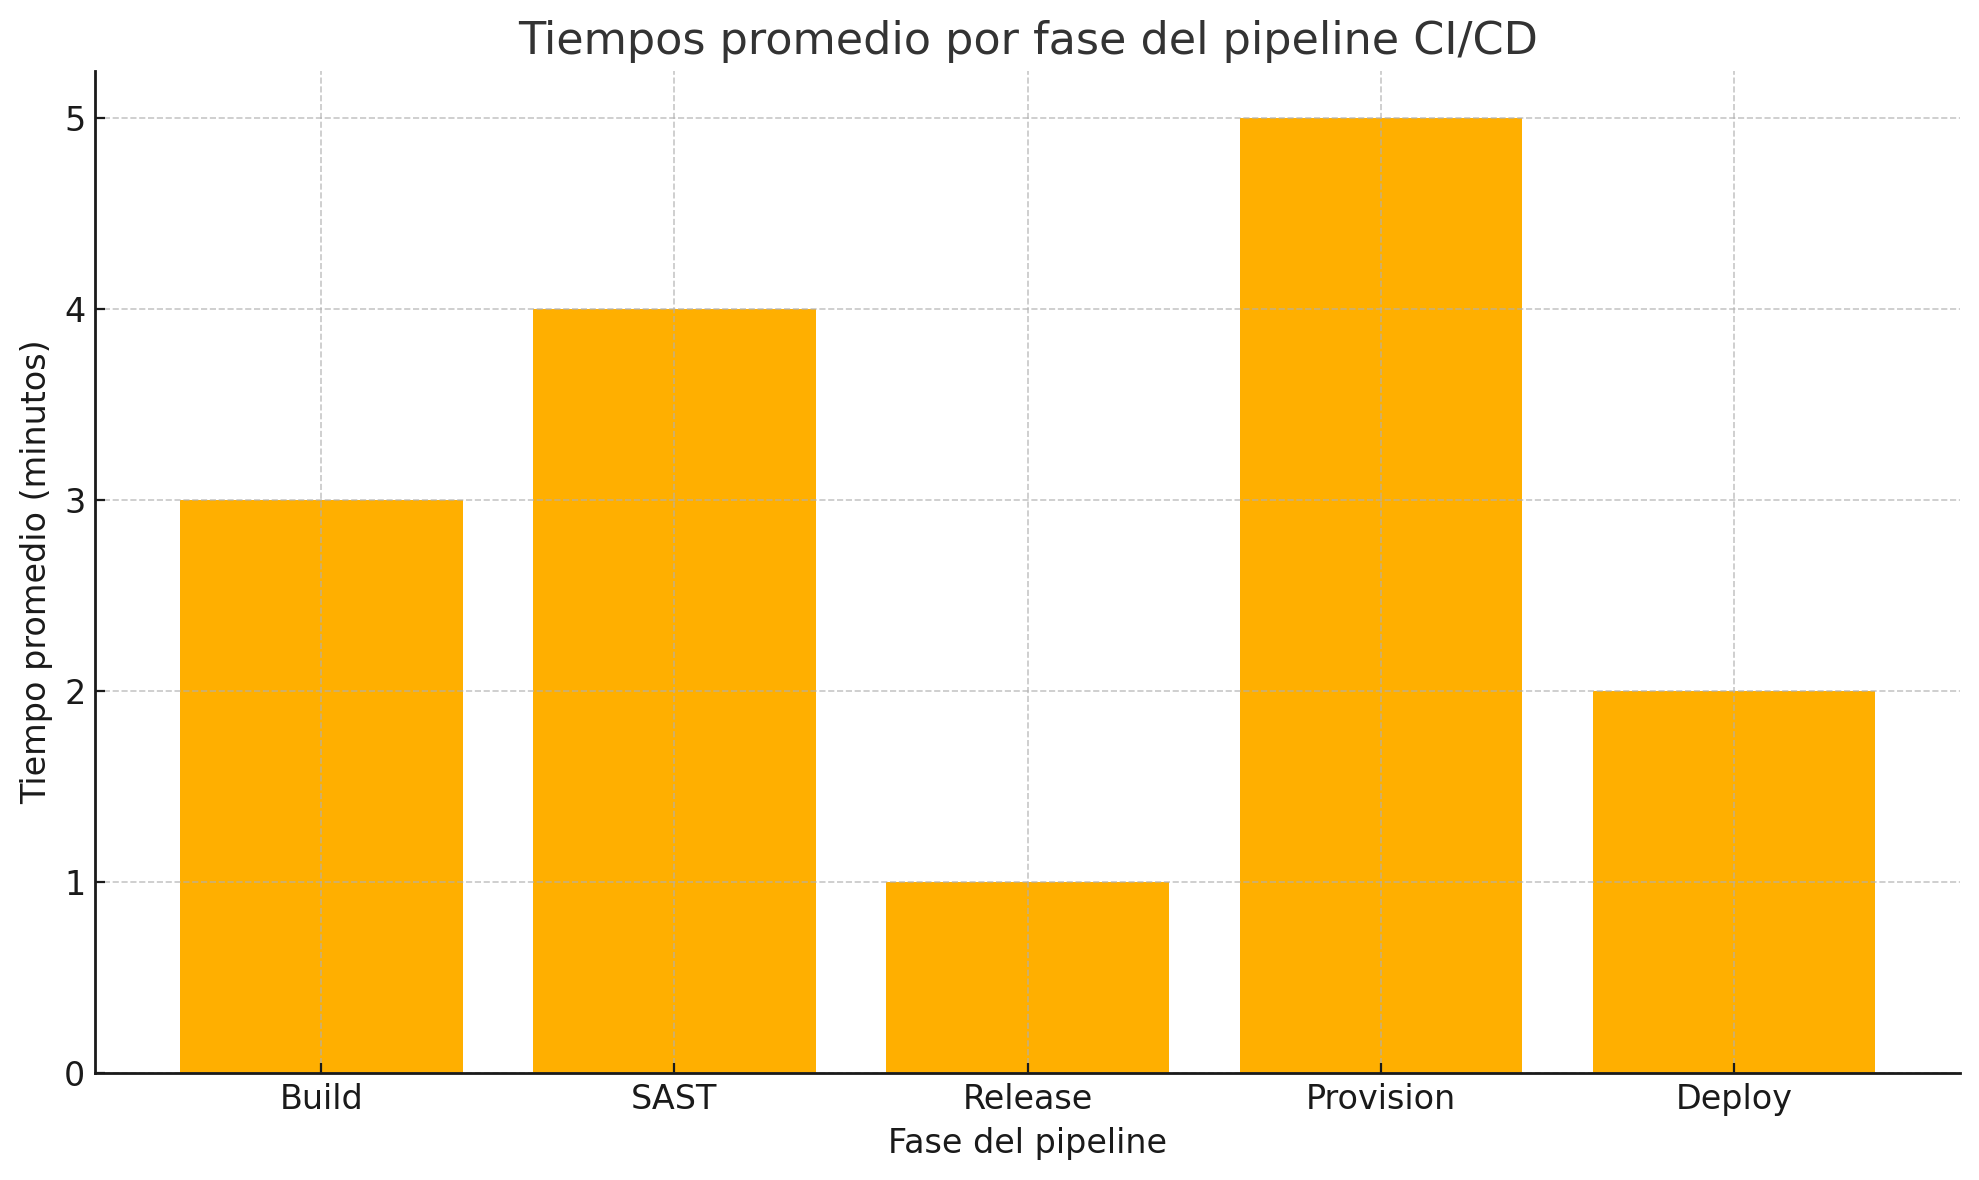 Tiempos promedio por fase del pipeline CI/CD
Tiempo promedio (minutos)
5
4
3
2
1
0
Build SAST Release Provision Deploy
Fase del pipeline